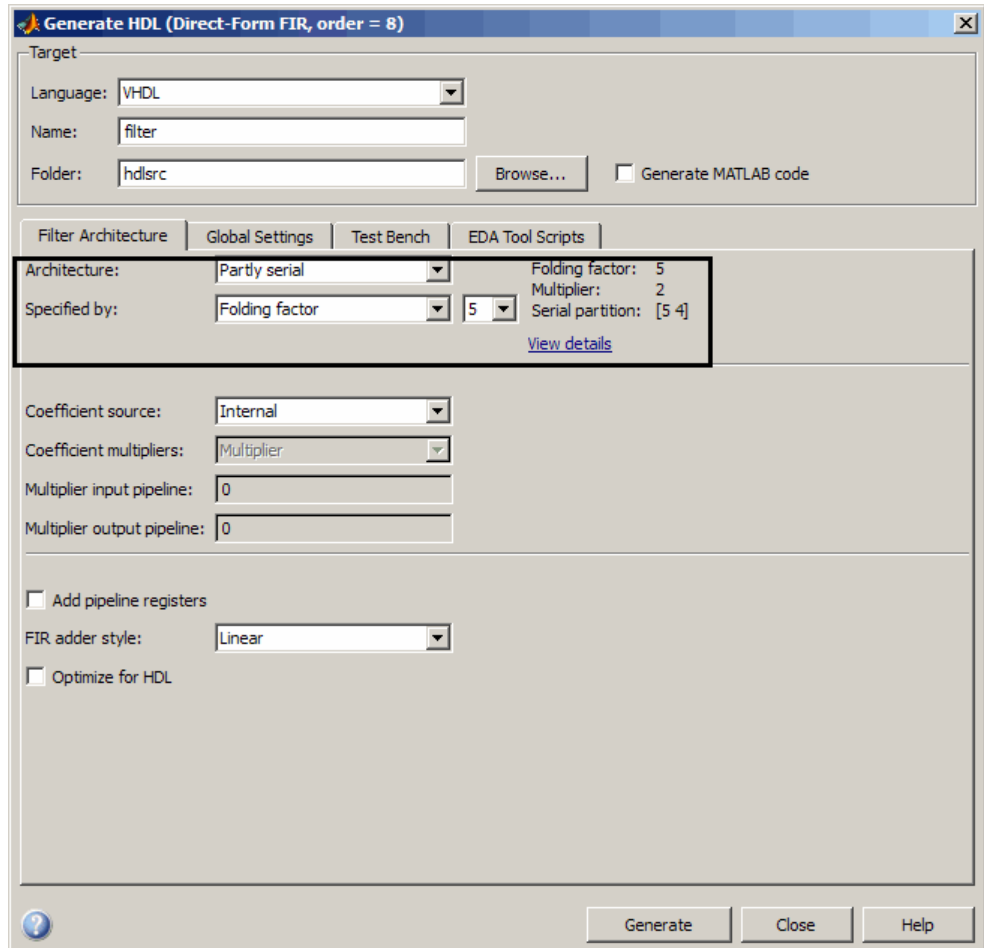 Generate HDL (Direct-Form FIR, order = 8)
Target
Language: VHDL
Name: filter
Folder: hdlsrc Browse... Generate MATLAB code
Filter Architecture Global Settings Test Bench EDA Tool Scripts
Architecture: Partly serial Folding factor: 5
Multiplier: 2
Specified by: Folding factor 5 Serial partition: [5 4]
View details
Coefficient source: Internal
Coefficient multipliers: Multiplier
Multiplier input pipeline: 0
Multiplier output pipeline: 0
Add pipeline registers
FIR adder style: Linear
Optimize for HDL
? Generate Close Help